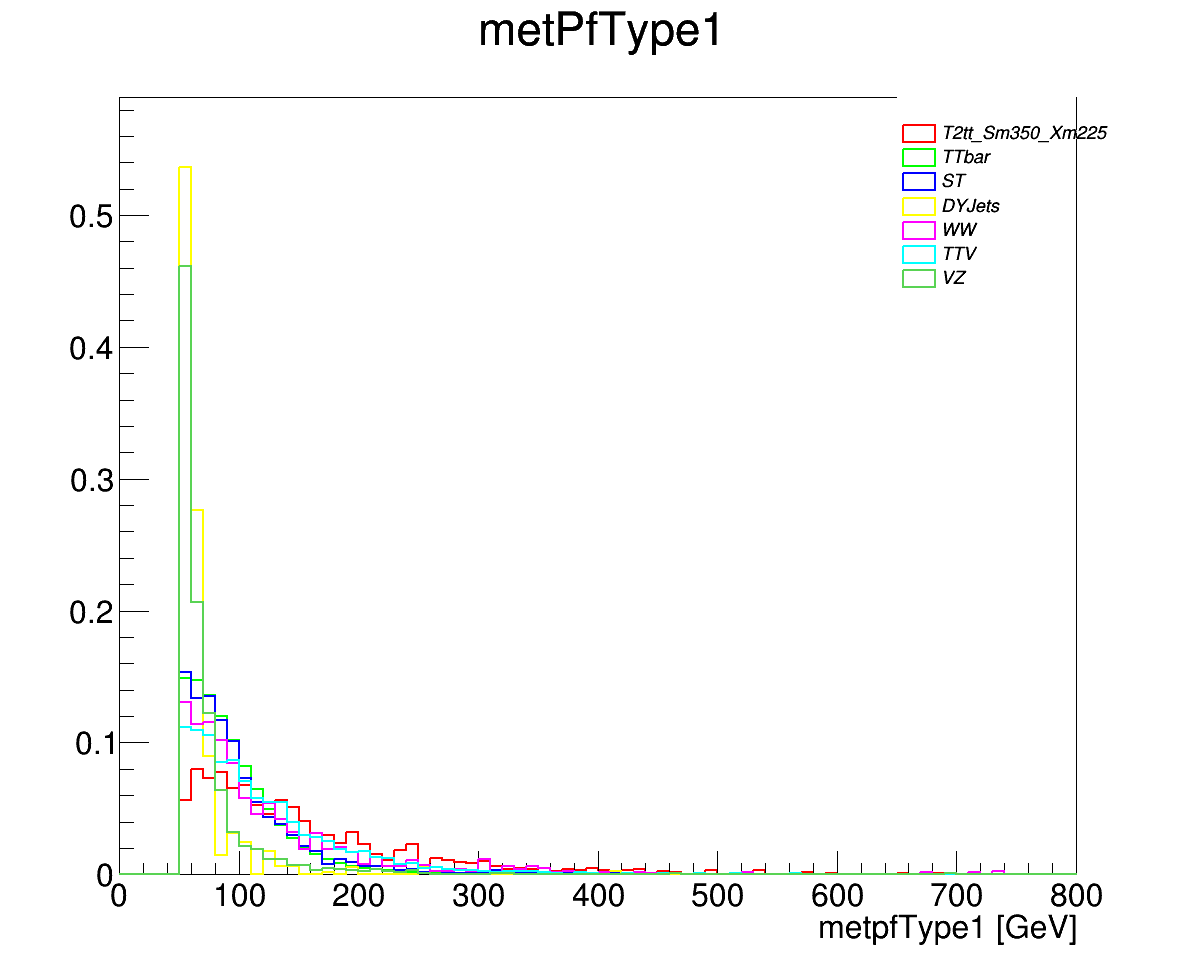 metPfType1
T2tt_Sm350_Xm225
TTbar
ST
DYJets
WW
TTV
VZ
0.5
0.4
0.3
0.2
0.1
0
0 100 200 300 400 500 600 700 800
metpfType1 [GeV]